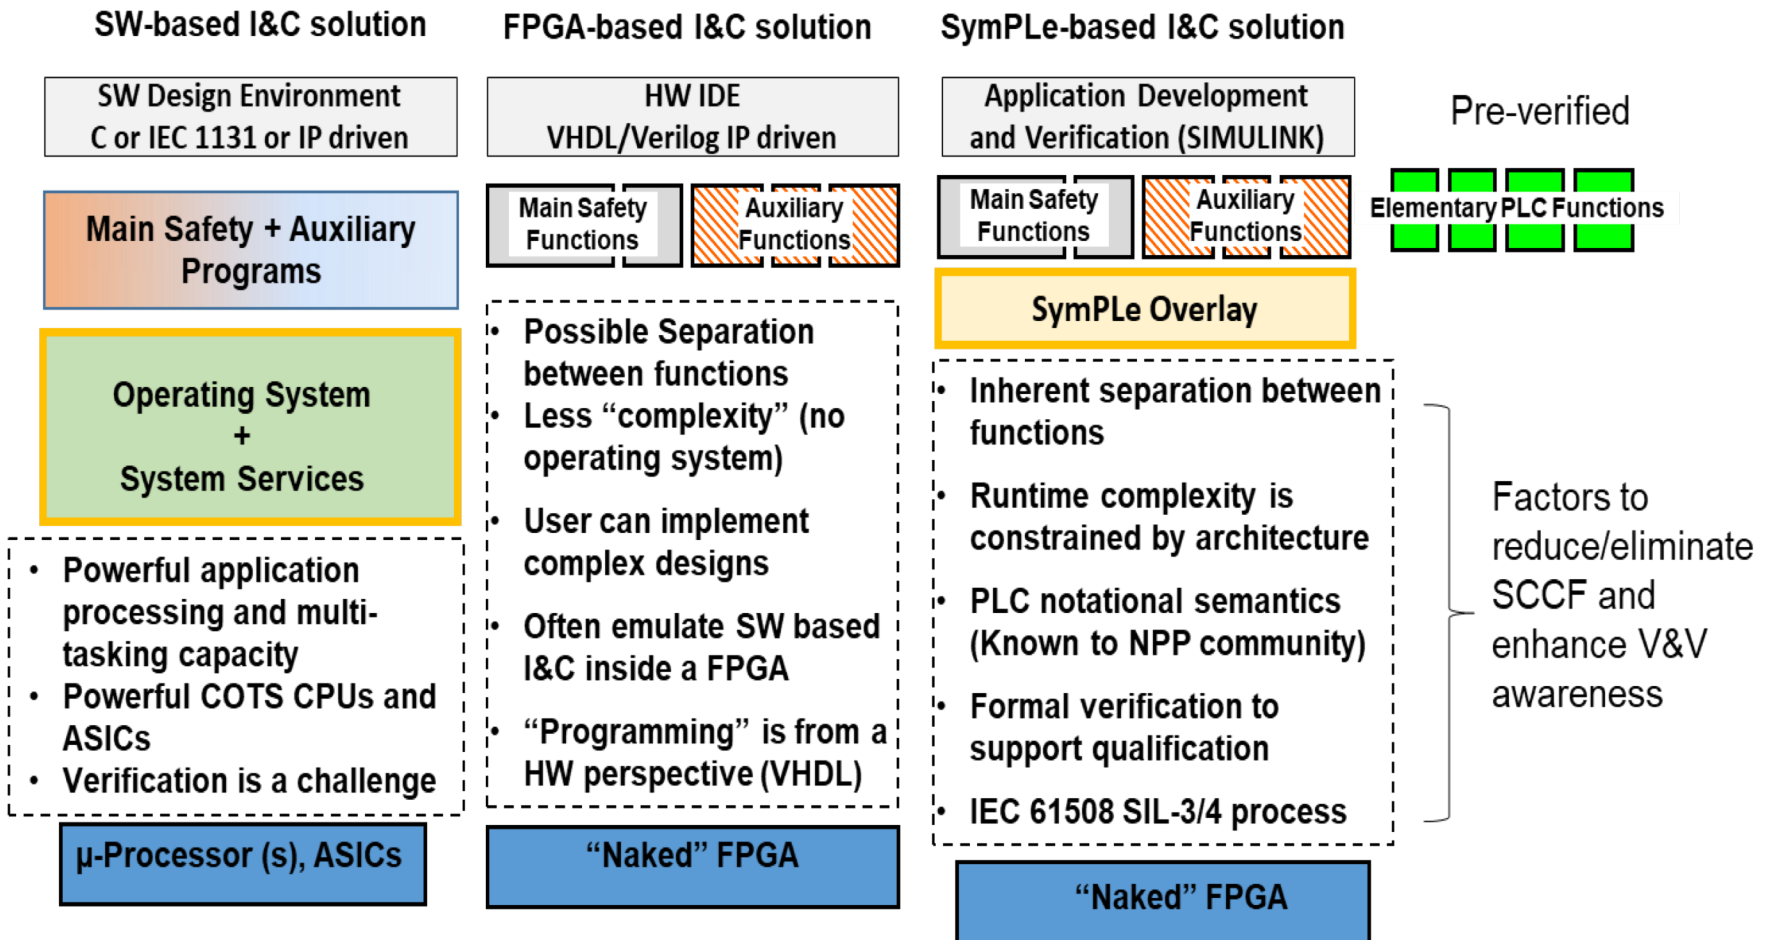 SW-based I&C solution
SW Design Environment
C or IEC 1131 or IP driven
Main Safety + Auxiliary
Programs
Operating System
+
System Services
• Powerful application
processing and multi-
tasking capacity
• Powerful COTS CPUs and
ASICs
• Verification is a challenge
µ-Processor (s), ASICs
FPGA-based I&C solution
HW IDE
VHDL/Verilog IP driven
Main Safety
Functions
Auxiliary
Functions
• Possible Separation
between functions
• Less “complexity” (no
operating system)
• User can implement
complex designs
• Often emulate SW based
I&C inside a FPGA
• “Programming” is from a
HW perspective (VHDL)
“Naked” FPGA
SymPLe-based I&C solution
Application Development
and Verification (SIMULINK)
Main Safety
Functions
Auxiliary
Functions
SymPLe Overlay
• Inherent separation between
functions
• Runtime complexity is
constrained by architecture
• PLC notational semantics
(Known to NPP community)
• Formal verification to
support qualification
• IEC 61508 SIL-3/4 process
“Naked” FPGA
Pre-verified
Elementary PLC Functions
Factors to
reduce/eliminate
SCCF and
enhance V&V
awareness